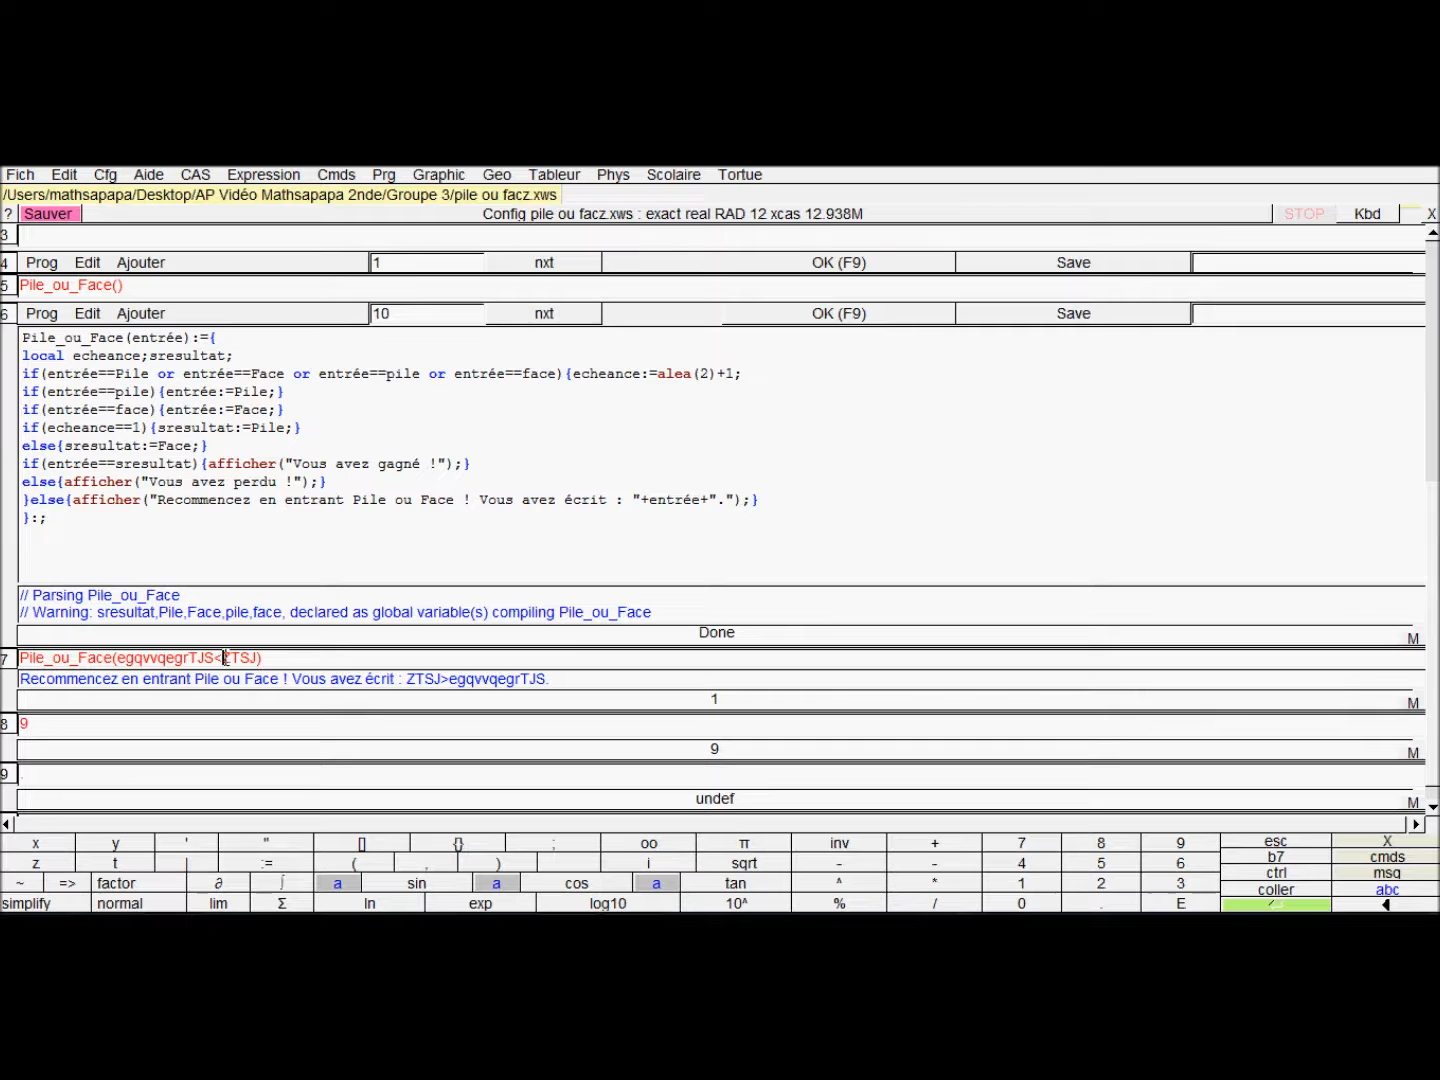 Fich Edit Cfg Aide CAS Expression Cmds Prg Graphic Geo Tableur Phys Scolaire Tortue
/Users/mathsapapa/Desktop/AP Vidéo Mathsapapa 2nde/Groupe 3/pile ou facz.xws
? Sauver Config pile ou facz.xws : exact real RAD 12 xcas 12.938M STOP Kbd X
3
4 Prog Edit Ajouter 1 nxt OK (F9) Save
5 Pile_ou_Face()
6 Prog Edit Ajouter 10 nxt OK (F9) Save
Pile_ou_Face(entrée):={
local echeance;sresultat;
if(entrée==Pile or entrée==Face or entrée==pile or entrée==face){echeance:=alea(2)+1;
if(entrée==pile){entrée:=Pile;}
if(entrée==face){entrée:=Face;}
if(echeance==1){sresultat:=Pile;}
else{sresultat:=Face;}
if(entrée==sresultat){afficher("Vous avez gagné !");}
else{afficher("Vous avez perdu !");}
}else{afficher("Recommencez en entrant Pile ou Face ! Vous avez écrit : "+entrée+".");}
}:;
// Parsing Pile_ou_Face
// Warning: sresultat,Pile,Face,pile,face, declared as global variable(s) compiling Pile_ou_Face
Done M
7 Pile_ou_Face(egqvvqegrTJS<ZTSJ)
Recommencez en entrant Pile ou Face ! Vous avez écrit : ZTSJ>egqvvqegrTJS.
1 M
8 9
9 M
9
undef M
x y ' " [] {} ; oo π inv + 7 8 9 esc X
z t | := ( , ) i sqrt - - 4 5 6 b7 cmds
ctrl msg
~ => factor ∂ ∫ a sin a cos a tan ^ * 1 2 3 coller abc
simplify normal lim Σ ln exp log10 10^ % / 0 . E